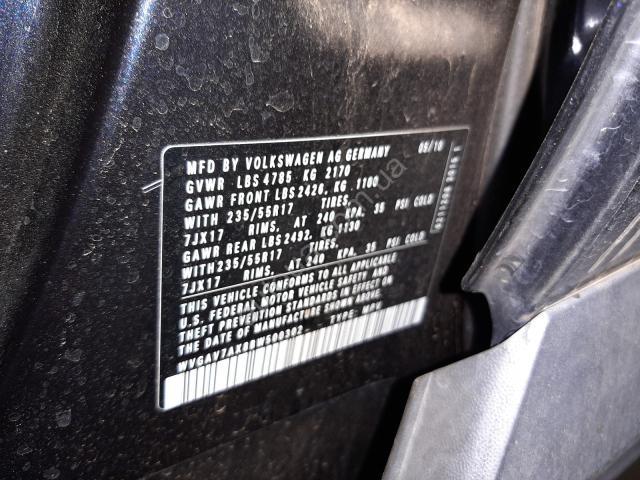 MFD BY VOLKSWAGEN AG GERMANY 09/10
GVWR LBS 4785 KG 2170
GAWR FRONT LBS 2426, KG 1100
WITH 235/55R17 TIRES,
7JX17 RIMS, AT 240 KPA, 35 PSI COLD
GAWR REAR LBS 2492, KG 1130
WITH 235/55R17 TIRES,
7JX17 RIMS, AT 240 KPA, 35 PSI COLD
THIS VEHICLE CONFORMS TO ALL APPLICABLE
U.S. FEDERAL MOTOR VEHICLE SAFETY AND
THEFT PREVENTION STANDARDS IN EFFECT ON
THE DATE OF MANUFACTURE SHOWN ABOVE.
TYPE: MPV